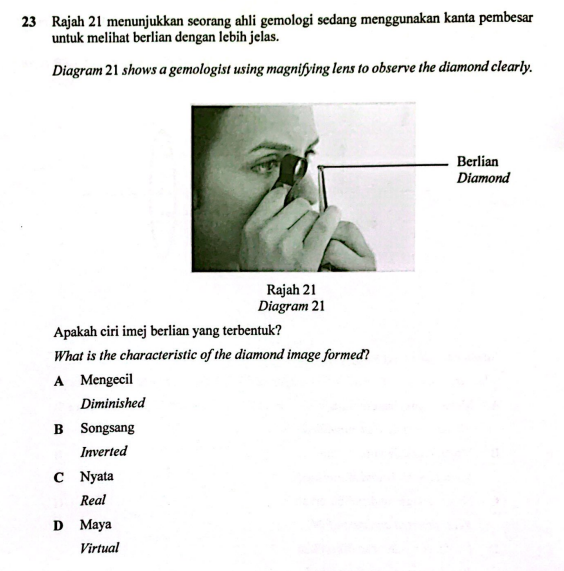 23 Rajah 21 menunjukkan seorang ahli gemologi sedang menggunakan kanta pembesar
untuk melihat berlian dengan lebih jelas.
Diagram 21 shows a gemologist using magnifying lens to observe the diamond clearly.
Berlian
Diamond
Rajah 21
Diagram 21
Apakah ciri imej berlian yang terbentuk?
What is the characteristic of the diamond image formed?
A Mengecil
Diminished
B Songsang
Inverted
C Nyata
Real
D Maya
Virtual